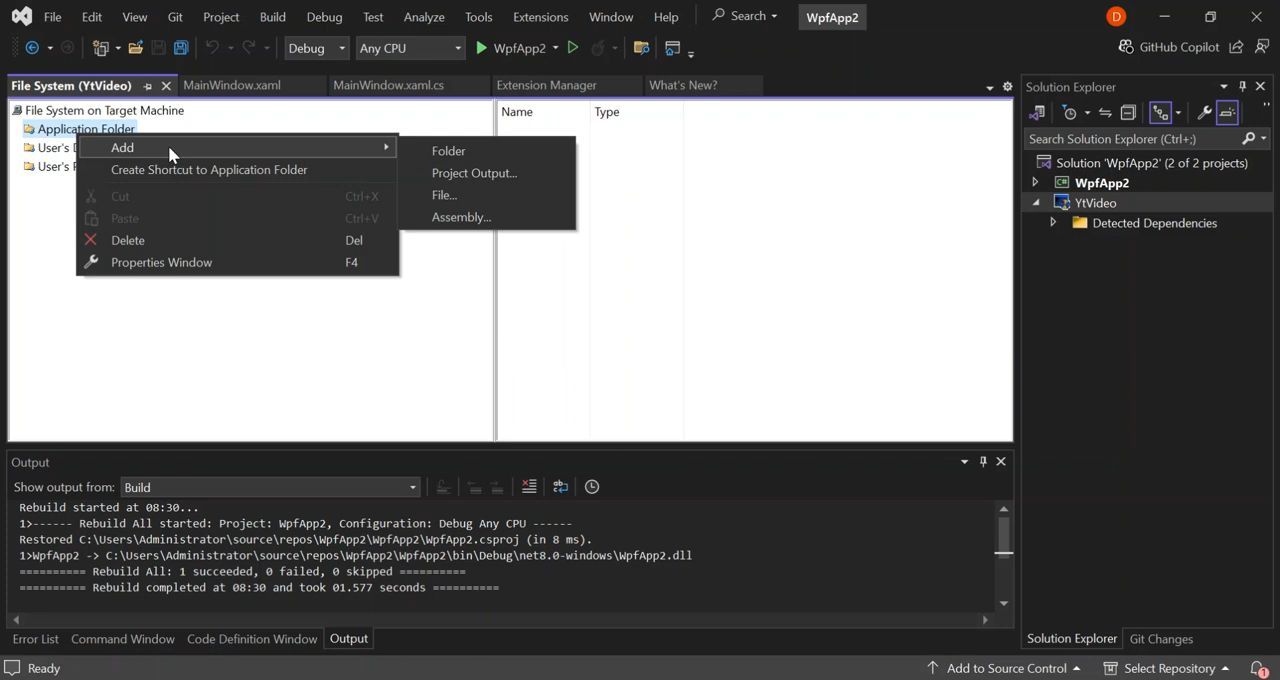 File Edit View Git Project Build Debug Test Analyze Tools Extensions Window Help Search WpfApp2 D
Debug Any CPU WpfApp2 GitHub Copilot
File System (YtVideo) MainWindow.xaml MainWindow.xaml.cs Extension Manager What's New?
File System on Target Machine
Application Folder
User's D
User's P
Name Type
Add
Create Shortcut to Application Folder
Cut Ctrl+X
Paste Ctrl+V
Delete Del
Properties Window F4
Folder
Project Output...
File...
Assembly...
Solution Explorer
Search Solution Explorer (Ctrl+;)
Solution 'WpfApp2' (2 of 2 projects)
C# WpfApp2
YtVideo
Detected Dependencies
Output
Show output from: Build
Rebuild started at 08:30...
1>------ Rebuild All started: Project: WpfApp2, Configuration: Debug Any CPU ------
Restored C:\Users\Administrator\source\repos\WpfApp2\WpfApp2\WpfApp2.csproj (in 8 ms).
1>WpfApp2 -> C:\Users\Administrator\source\repos\WpfApp2\WpfApp2\bin\Debug\net8.0-windows\WpfApp2.dll
========== Rebuild All: 1 succeeded, 0 failed, 0 skipped ==========
========== Rebuild completed at 08:30 and took 01.577 seconds ==========
Error List Command Window Code Definition Window Output
Solution Explorer Git Changes
Ready Add to Source Control Select Repository 1